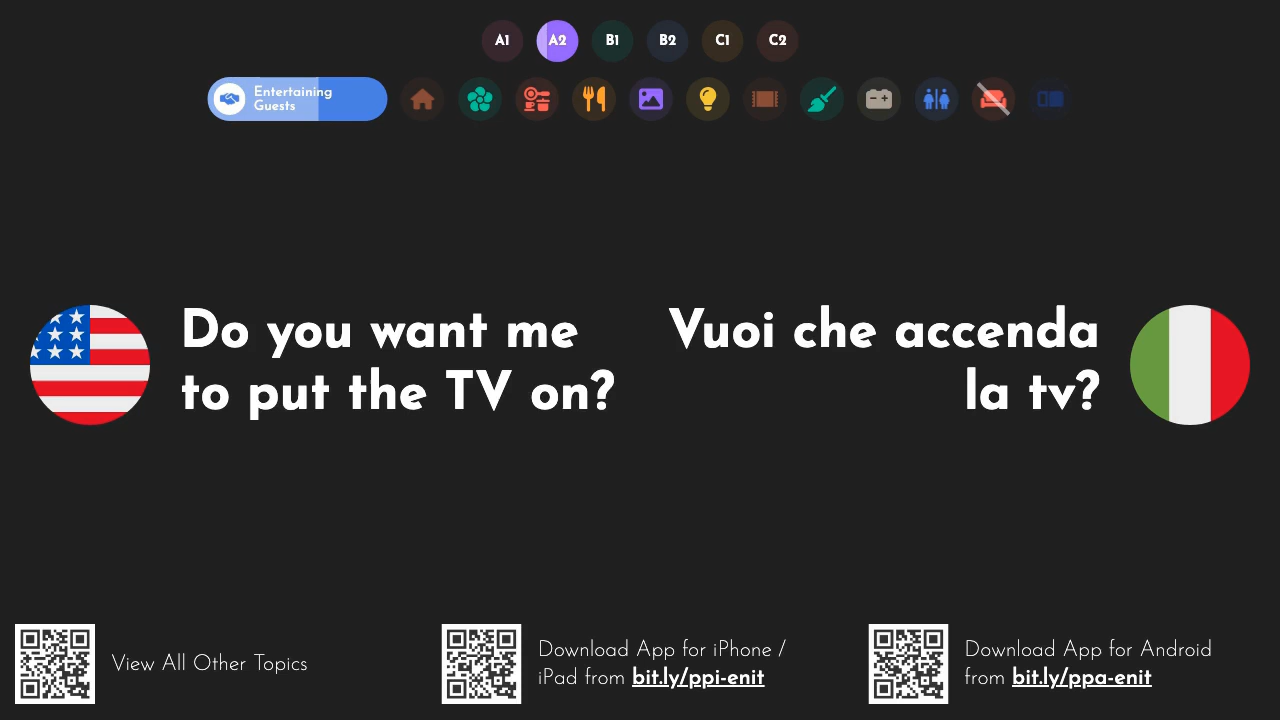 A1 A2 B1 B2 C1 C2
Entertaining
Guests
Do you want me
to put the TV on?
Vuoi che accenda
la tv?
View All Other Topics
Download App for iPhone /
iPad from bit.ly/ppi-enit
Download App for Android
from bit.ly/ppa-enit